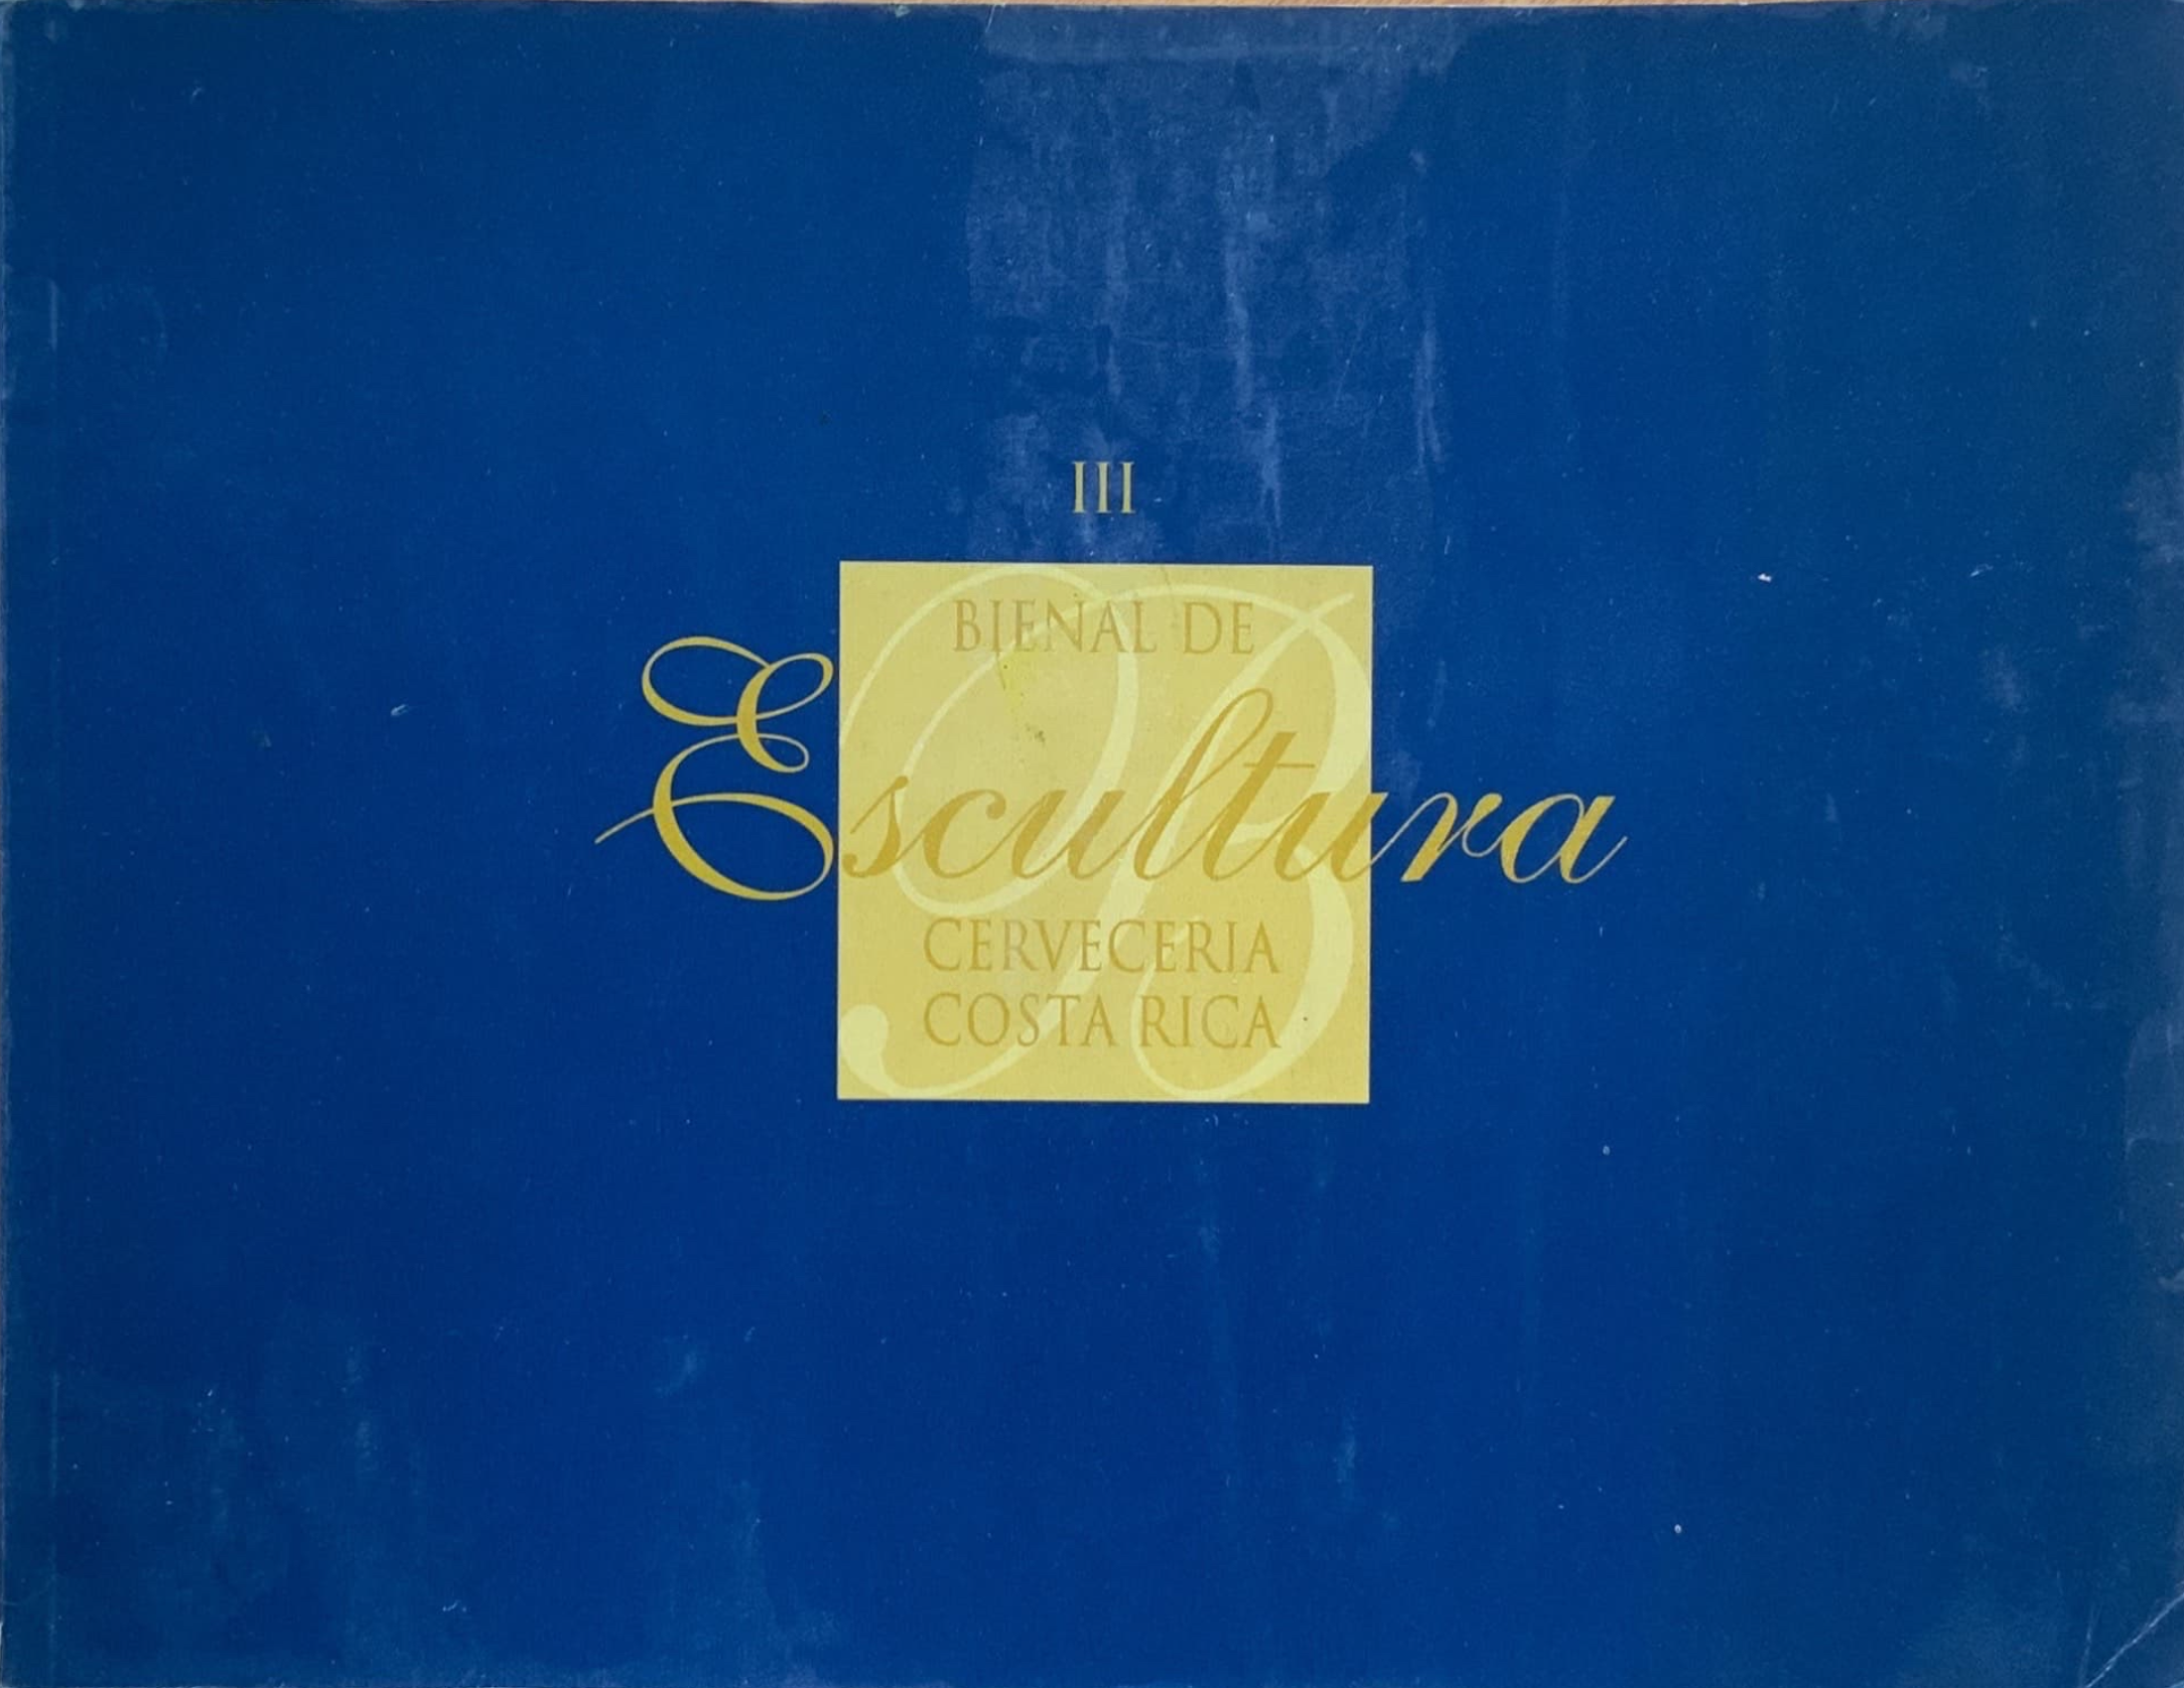 III
BIENAL DE
Escultura
CERVECERIA
COSTA RICA